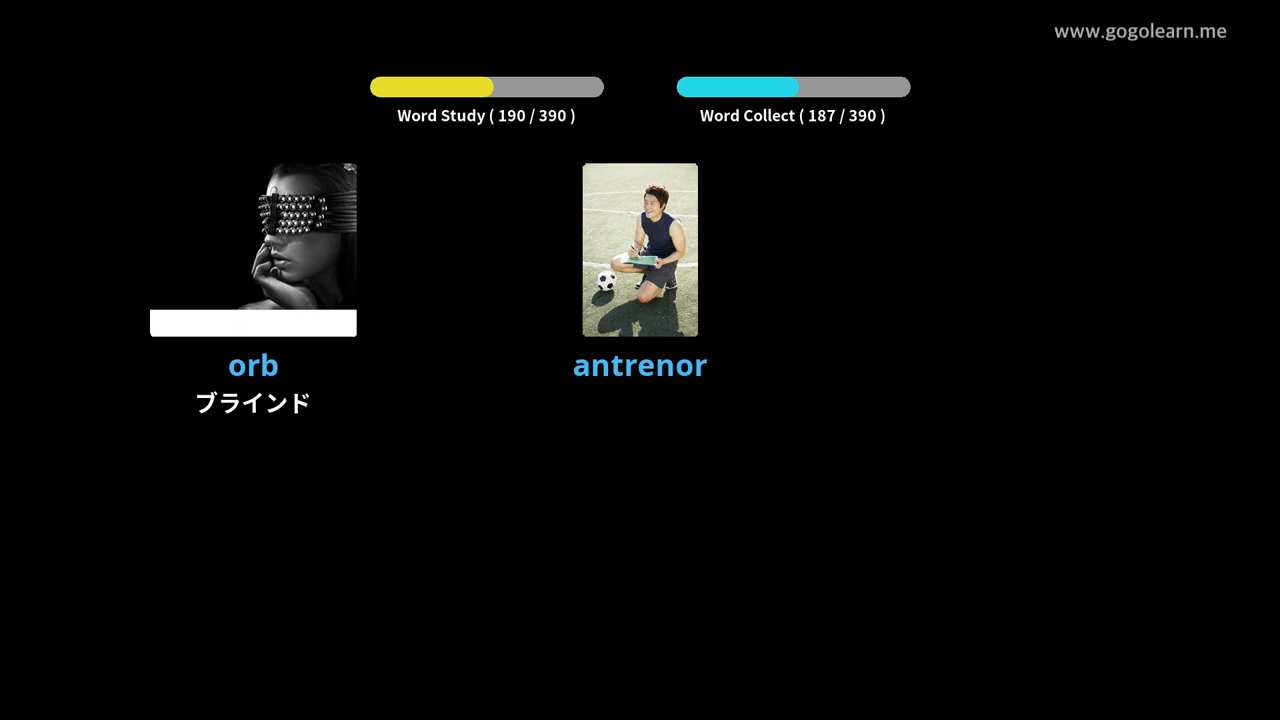 www.gogolearn.me
Word Study ( 190 / 390 )
Word Collect ( 187 / 390 )
orb
antrenor
ブラインド